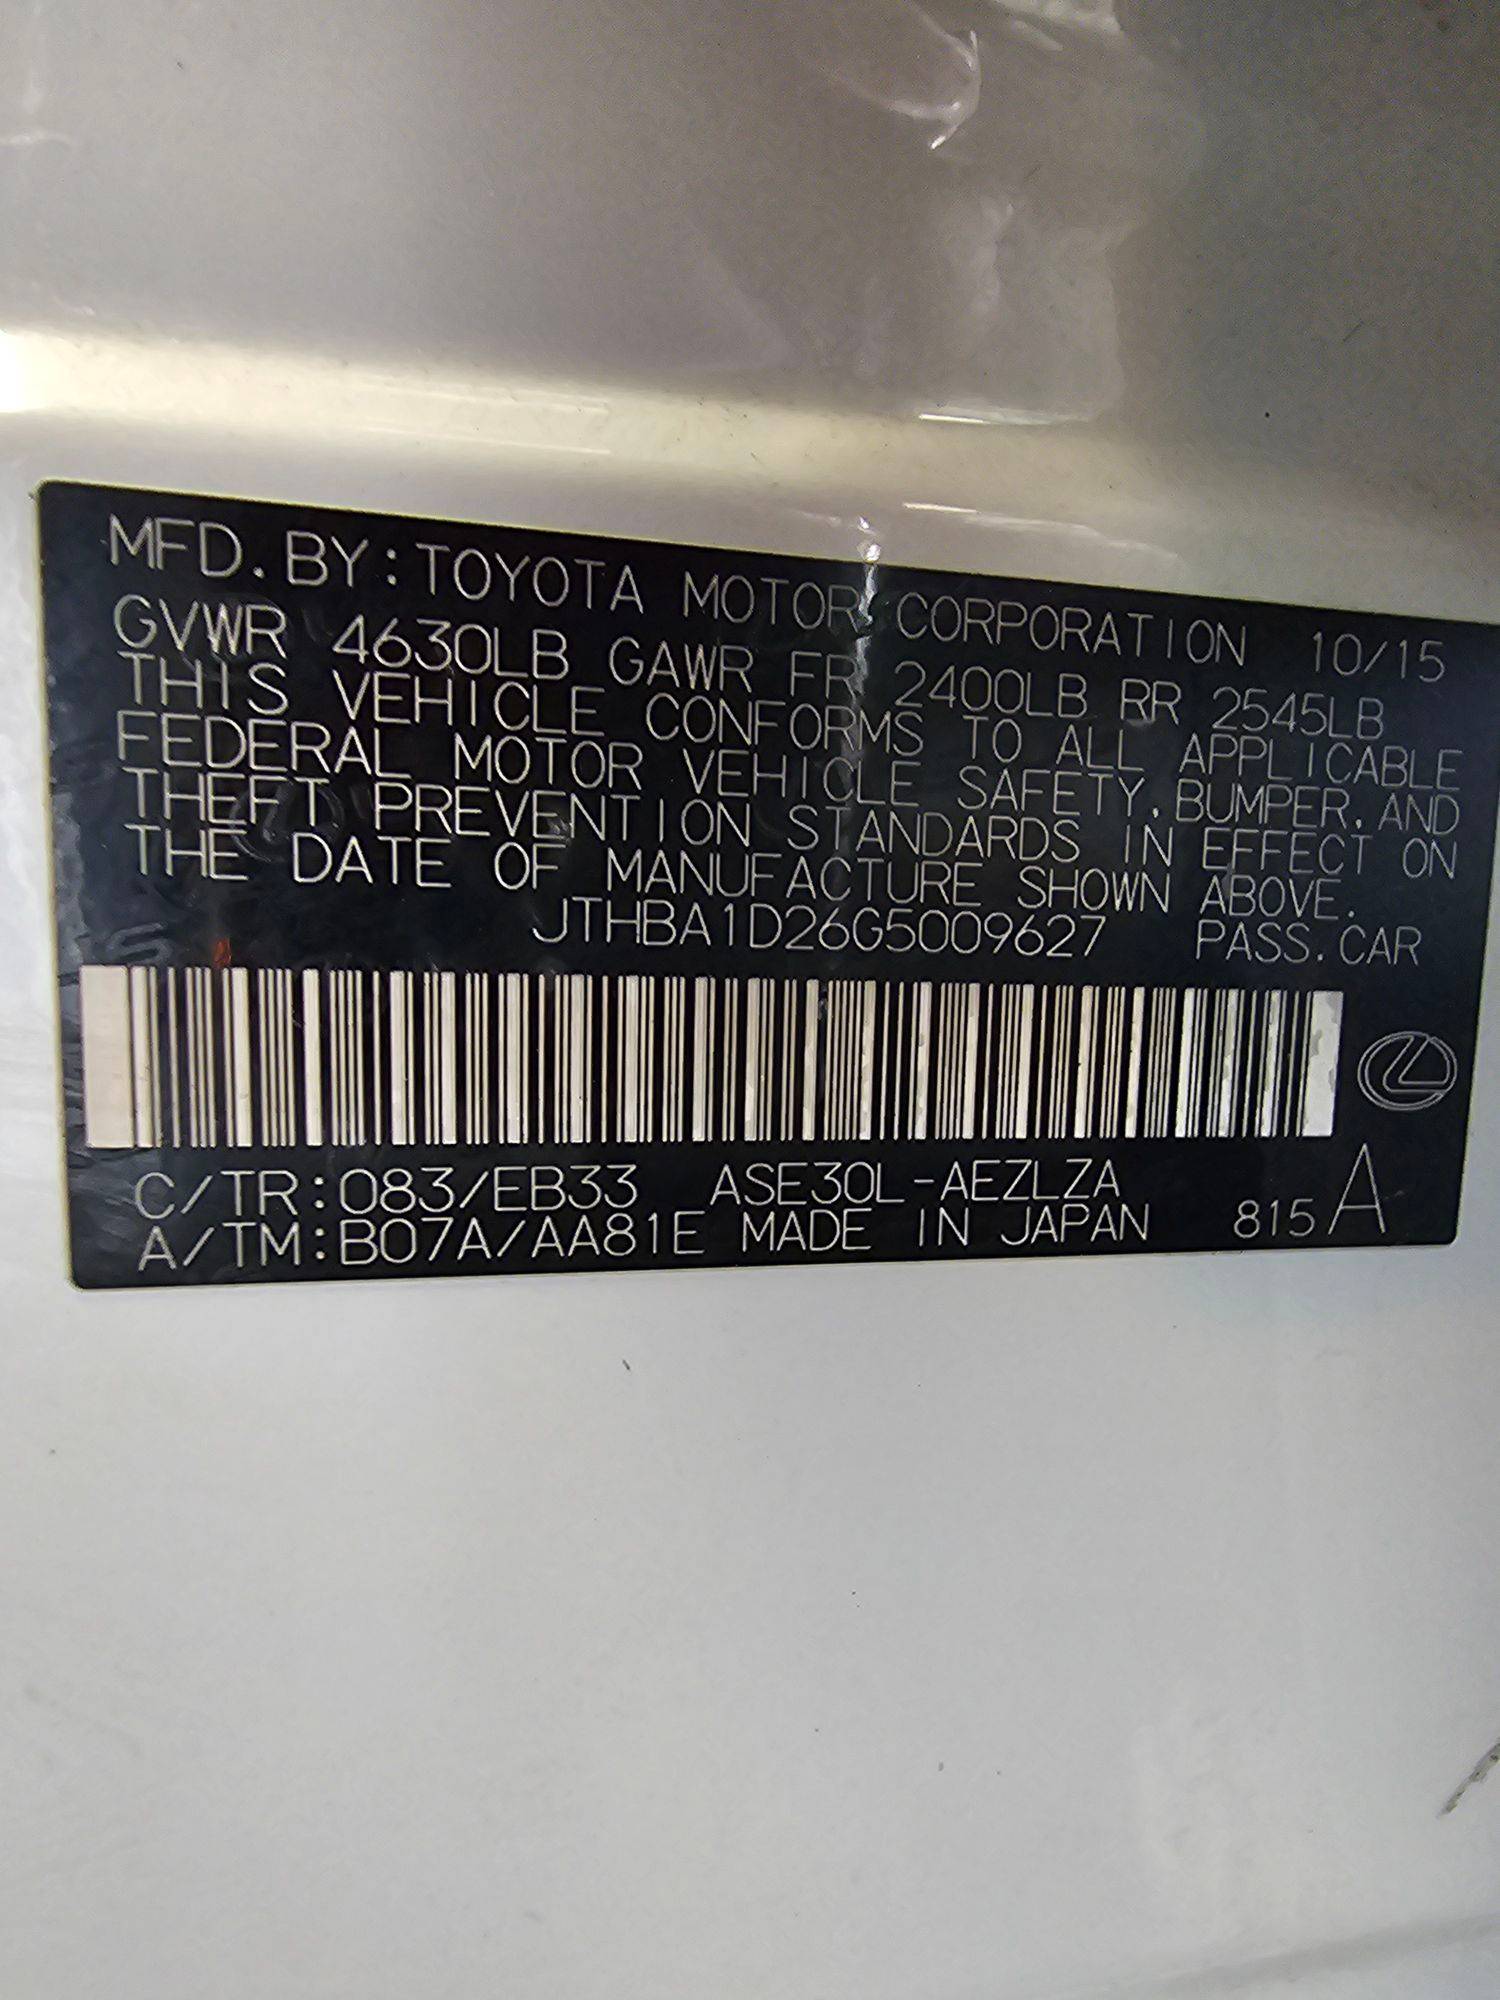 MFD. BY: TOYOTA MOTOR CORPORATION 10/15
GVWR 4630LB GAWR FR 2400LB RR 2545LB
THIS VEHICLE CONFORMS TO ALL APPLICABLE
FEDERAL MOTOR VEHICLE SAFETY, BUMPER, AND
THEFT PREVENTION STANDARDS IN EFFECT ON
THE DATE OF MANUFACTURE SHOWN ABOVE.
JTHBA1D26G5009627 PASS. CAR
C/TR:083/EB33 ASE30L-AEZLZA
A/TM:B07A/AA81E MADE IN JAPAN 815 A